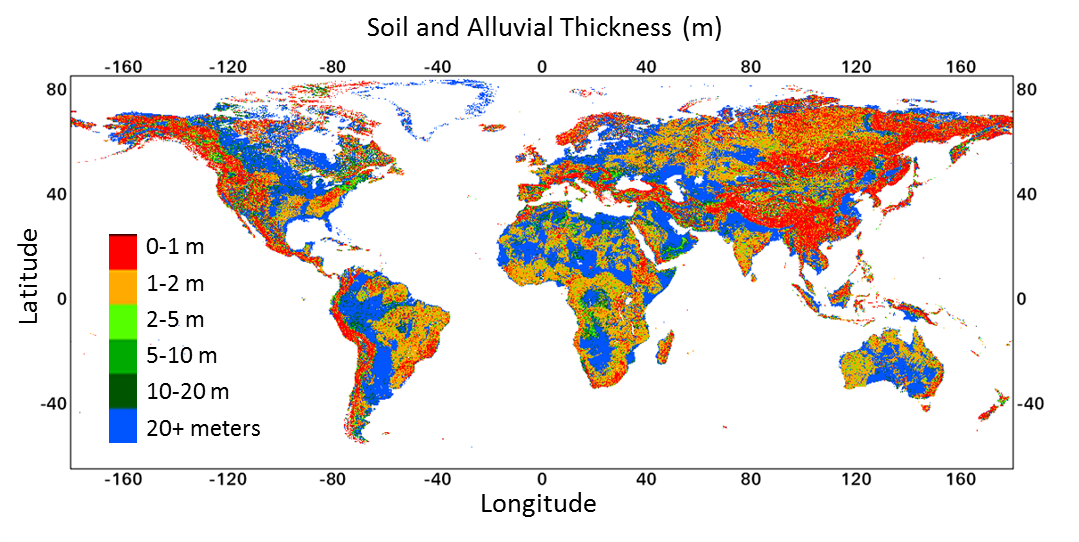 Soil and Alluvial Thickness (m)
-160 -120 -80 -40 0 40 80 120 160
80 80
40 40
0 0
-40 -40
Latitude
0-1 m
1-2 m
2-5 m
5-10 m
10-20 m
20+ meters
-160 -120 -80 -40 0 40 80 120 160
Longitude